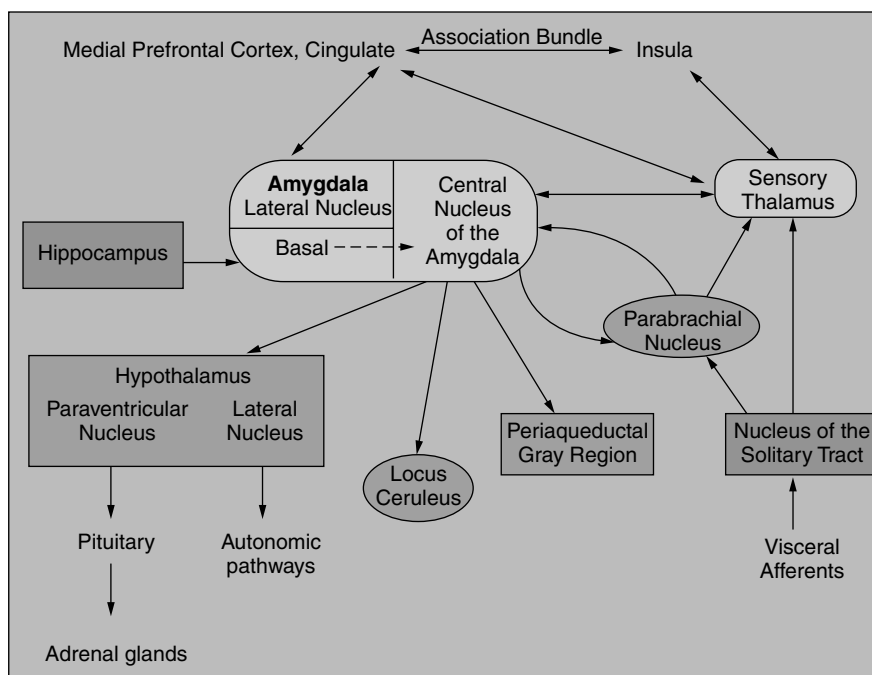 Medial Prefrontal Cortex, Cingulate
Association Bundle
Insula
Amygdala
Lateral Nucleus
Basal
Central
Nucleus
of the
Amygdala
Sensory
Thalamus
Hippocampus
Parabrachial
Nucleus
Hypothalamus
Paraventricular
Nucleus
Lateral
Nucleus
Locus
Ceruleus
Periaqueductal
Gray Region
Nucleus of the
Solitary Tract
Pituitary
Autonomic
pathways
Visceral
Afferents
Adrenal glands